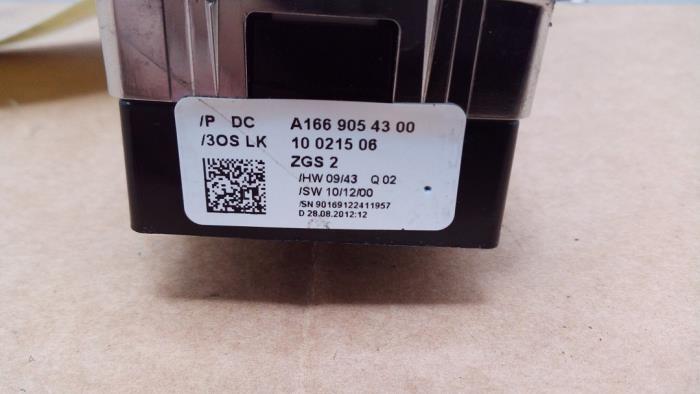 /P DC A166 905 43 00
/3OS LK 10 0215 06
ZGS 2
/HW 09/43 Q 02
/SW 10/12/00
/SN 90169122411957
D 28.08.2012:12